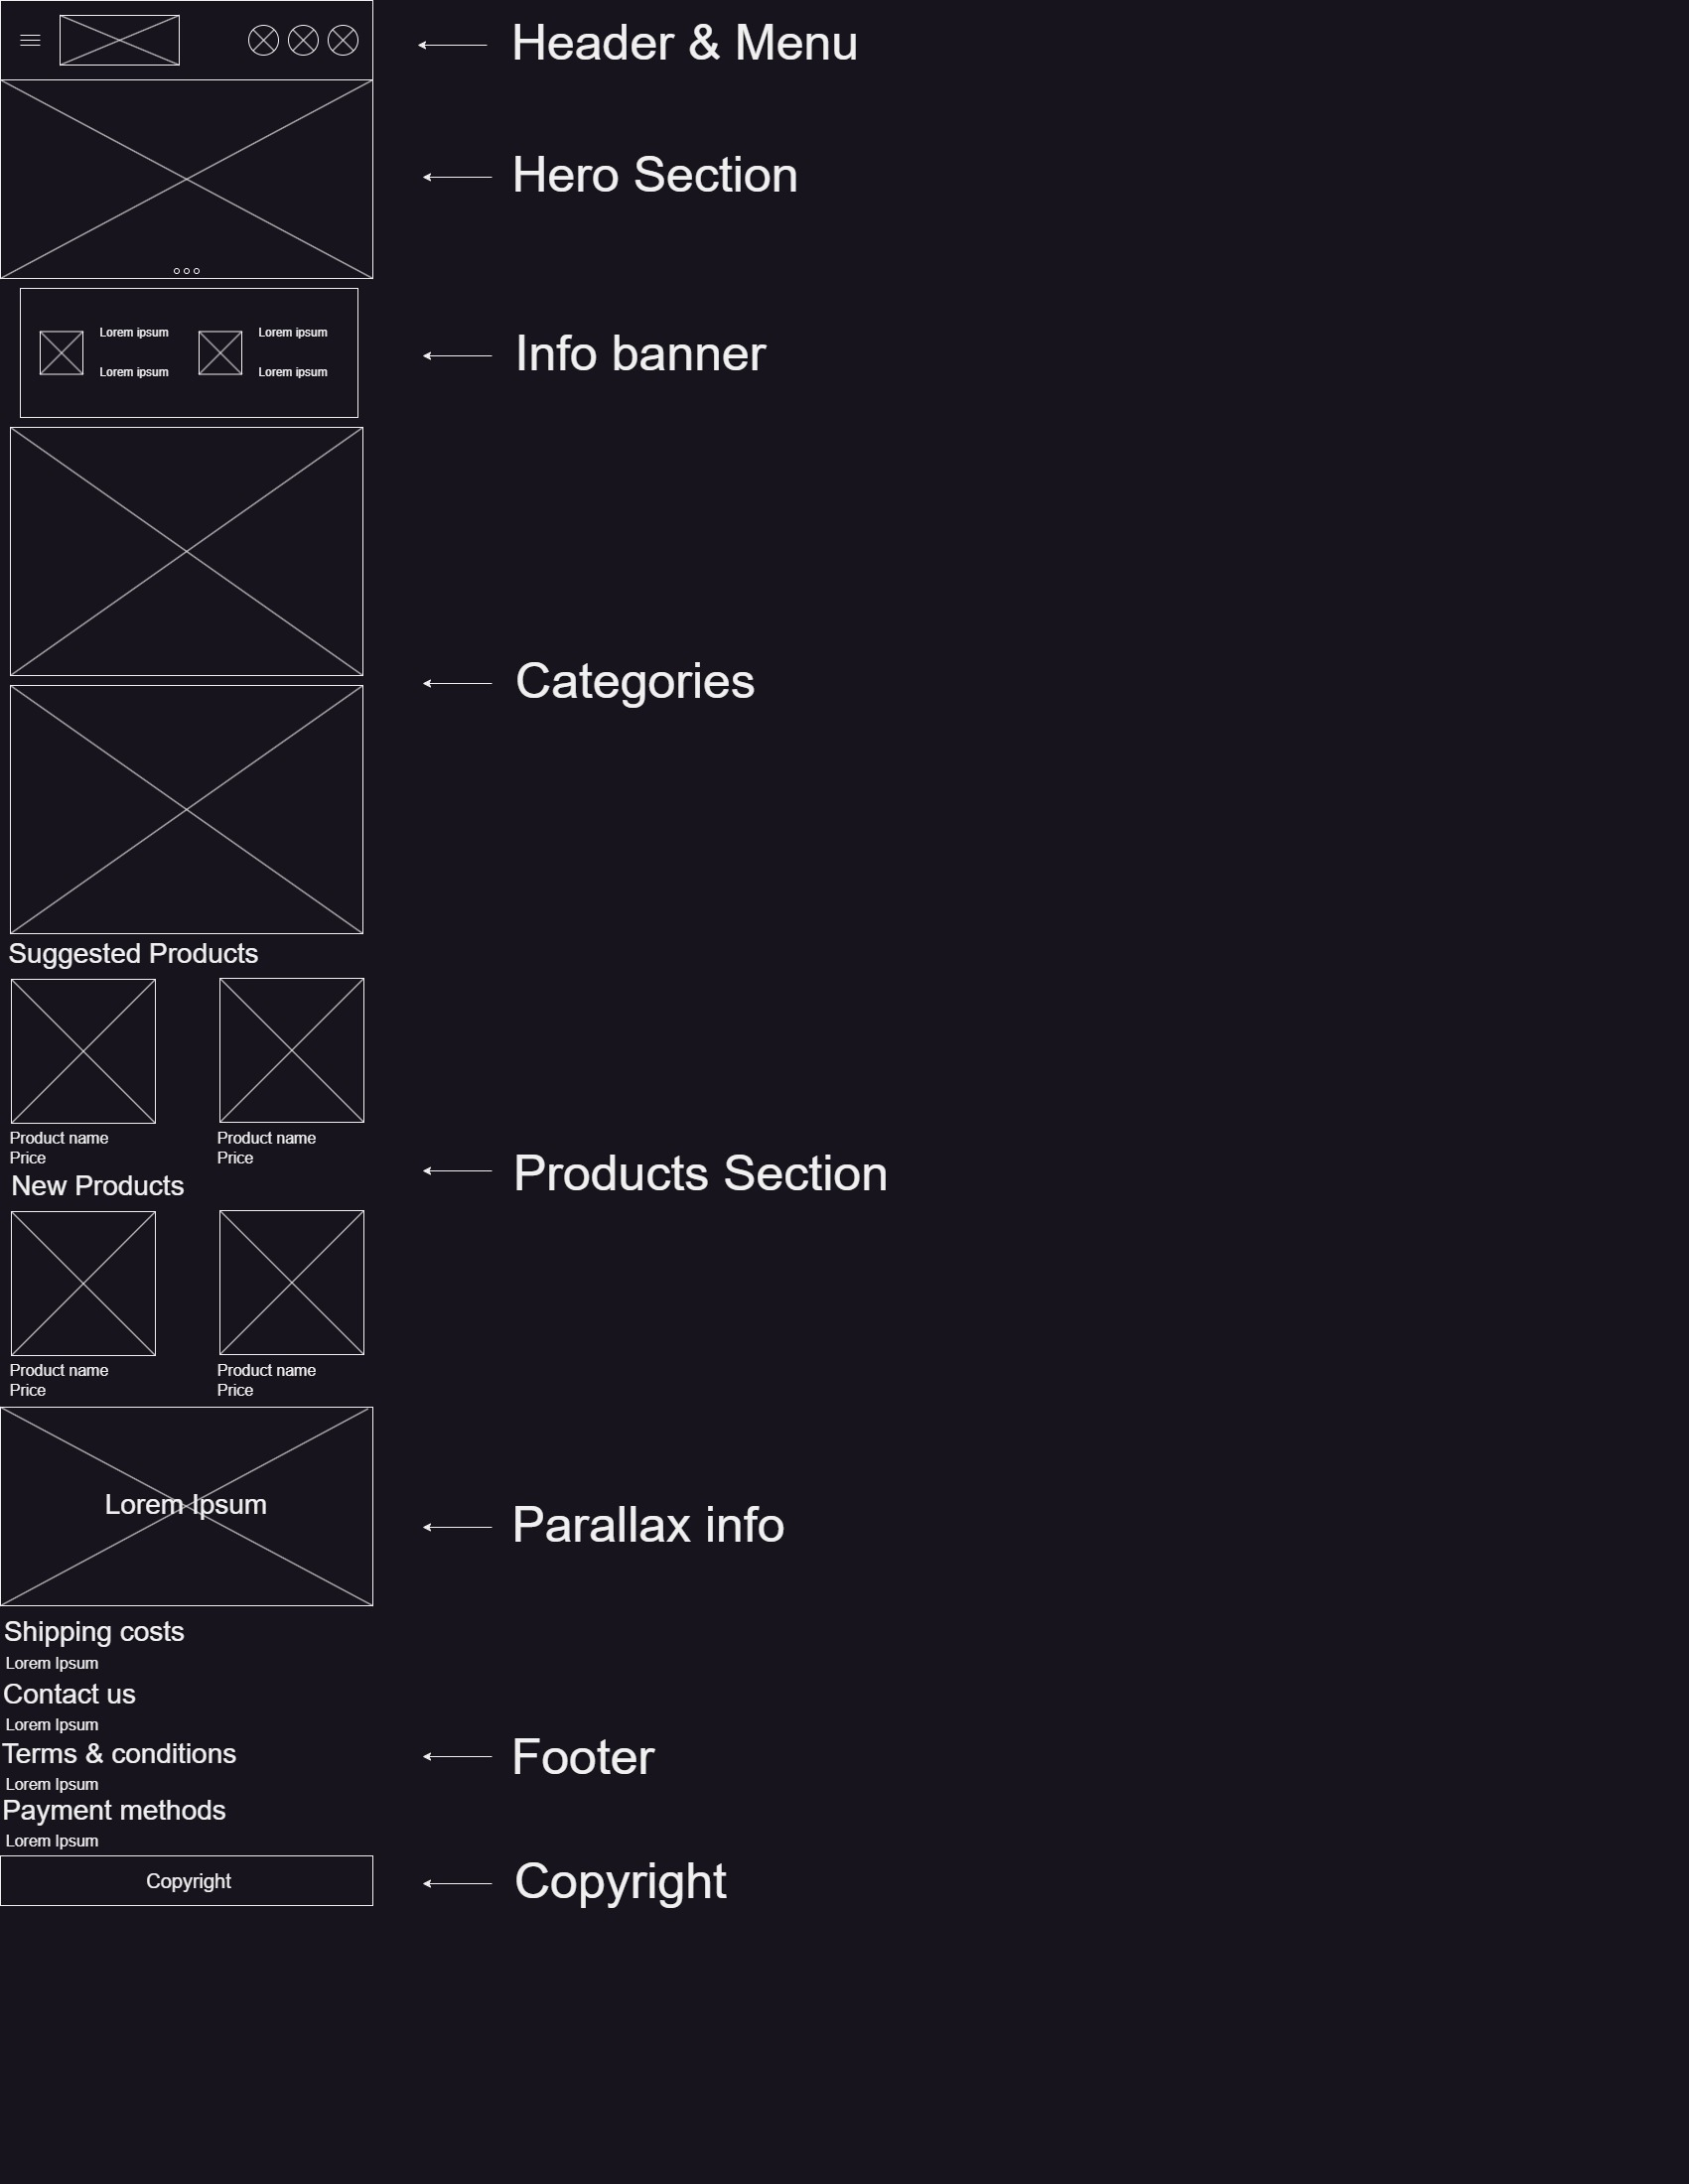 Header & Menu
Hero Section
Lorem ipsum
Lorem ipsum
Lorem ipsum
Lorem ipsum
Info banner
Categories
Suggested Products
Product name
Price
Product name
Price
Products Section
New Products
Product name
Price
Product name
Price
Lorem Ipsum
Parallax info
Shipping costs
Lorem Ipsum
Contact us
Lorem Ipsum
Terms & conditions
Lorem Ipsum
Payment methods
Lorem Ipsum
Footer
Copyright
Copyright